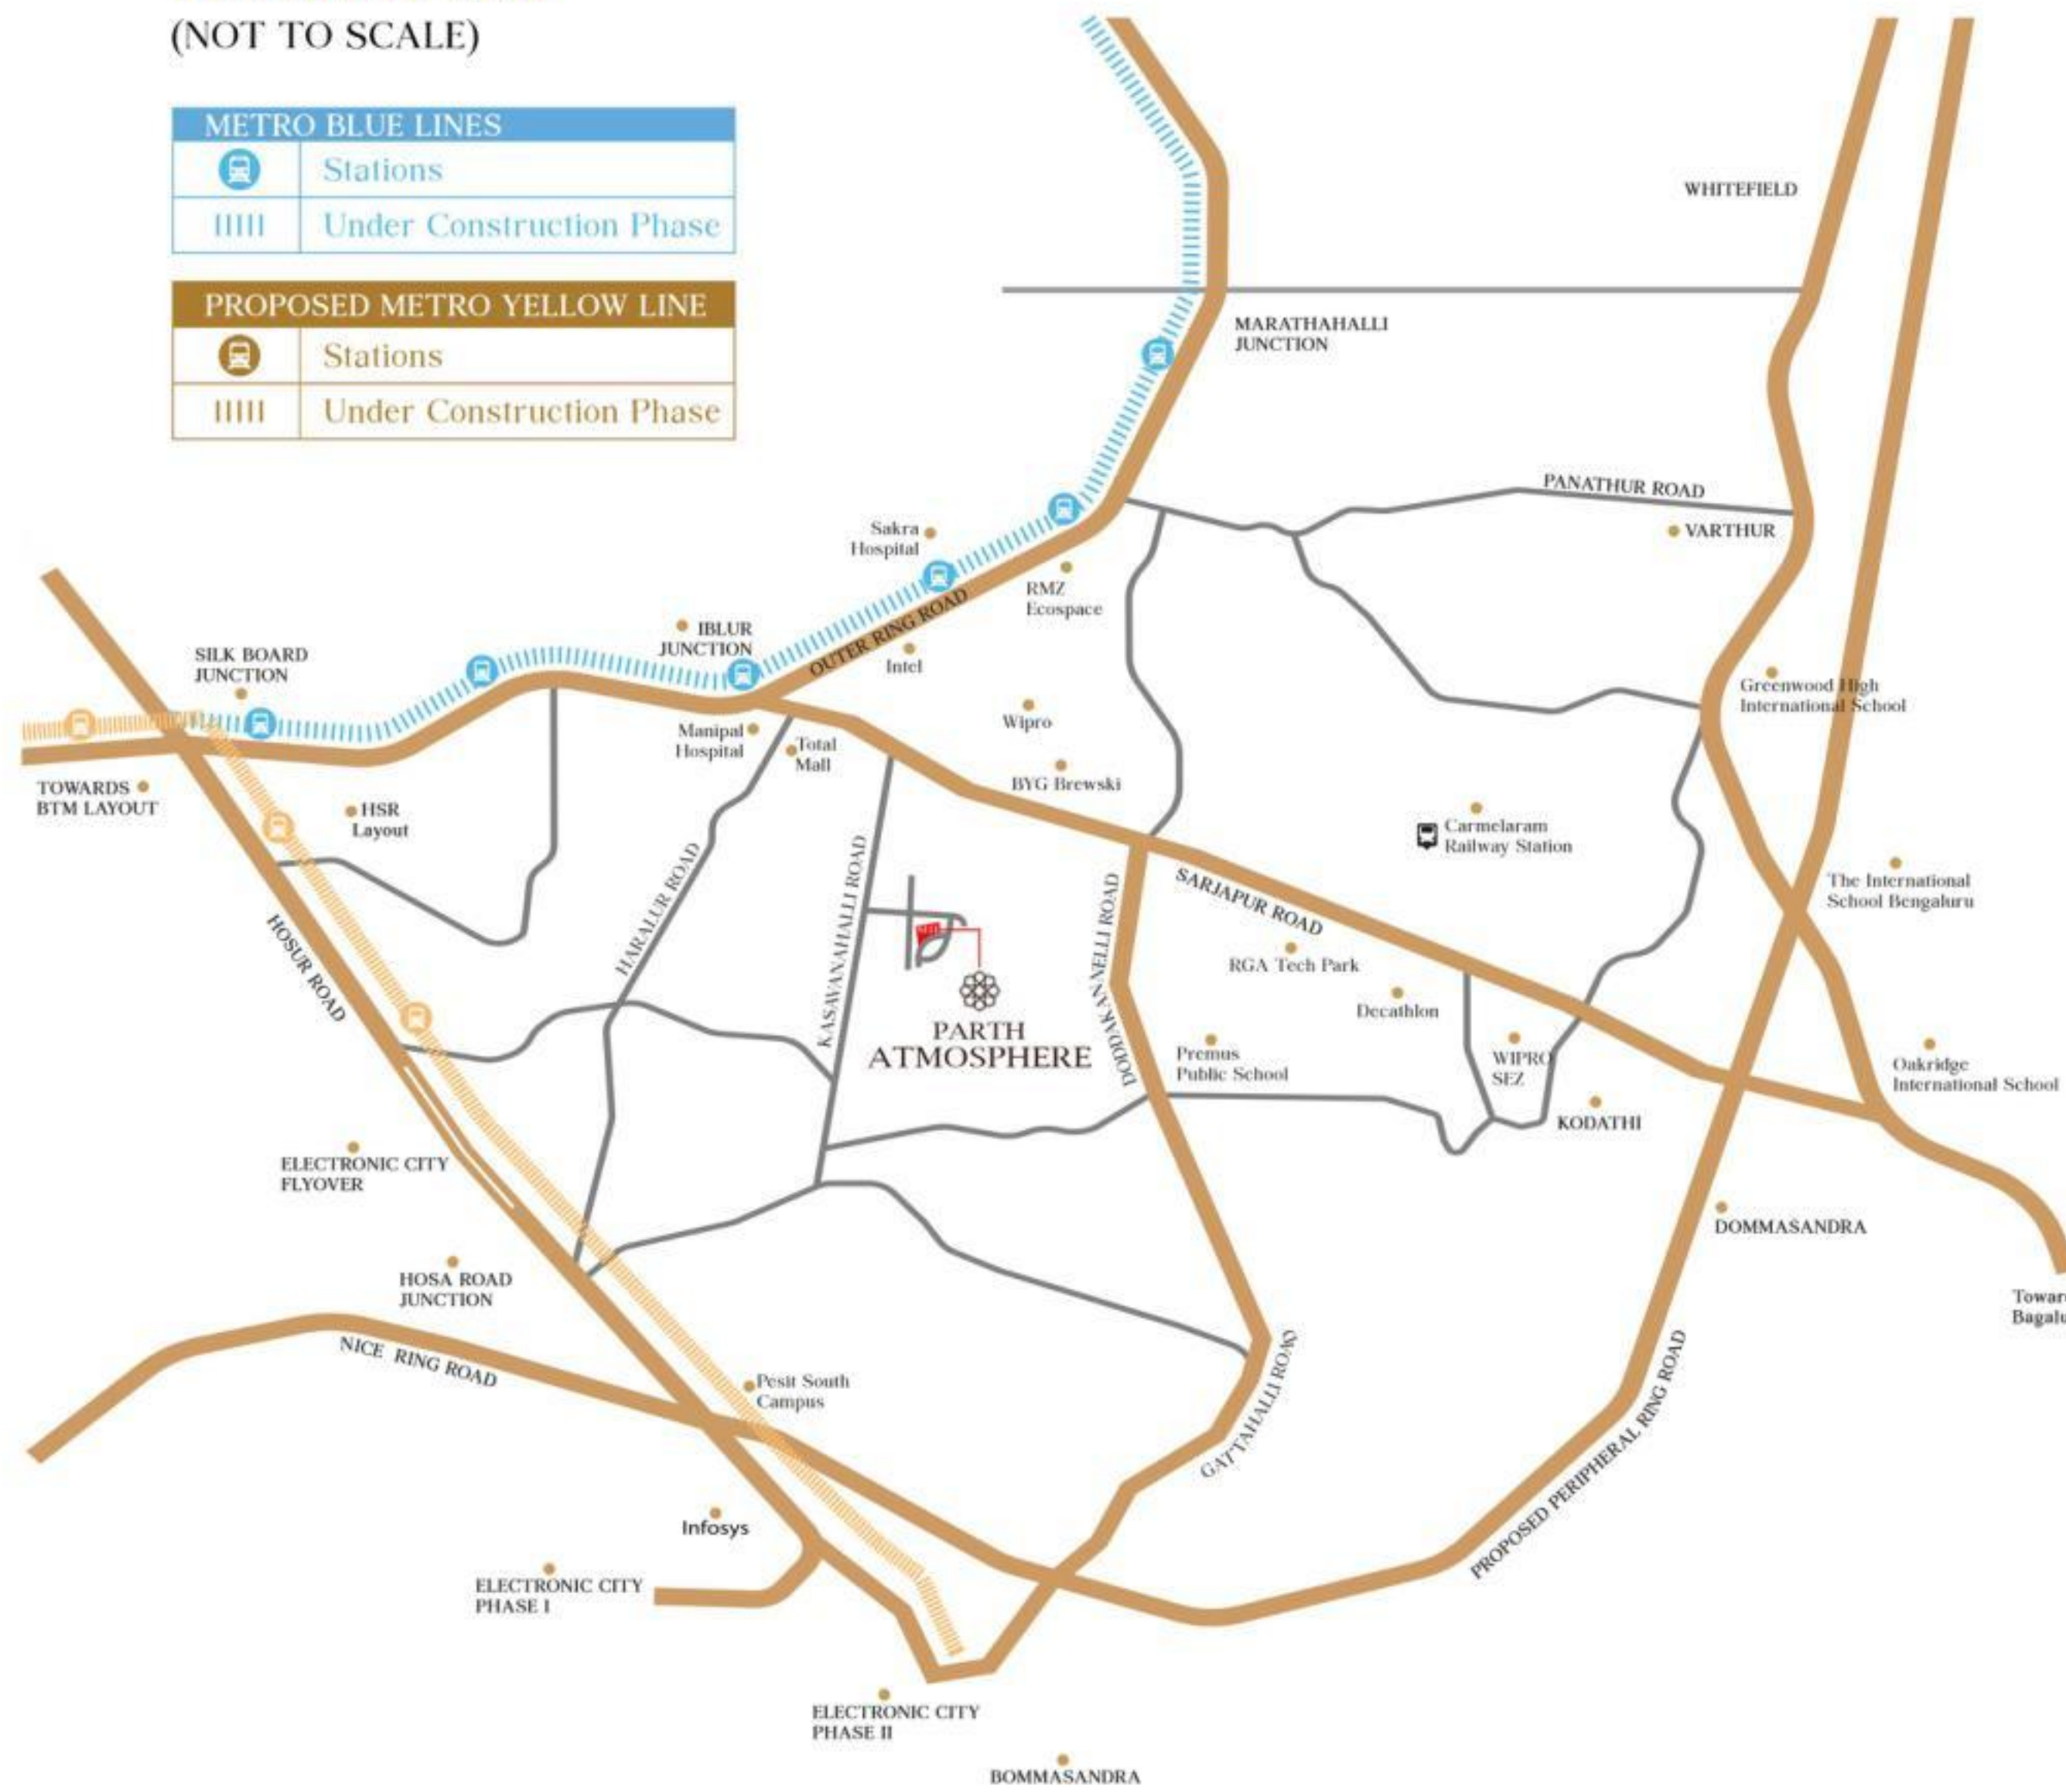 (NOT TO SCALE)
METRO BLUE LINES
Stations
Under Construction Phase
PROPOSED METRO YELLOW LINE
Stations
Under Construction Phase
WHITEFIELD
MARATHAHALLI
JUNCTION
PANATHUR ROAD
VARTHUR
Sakra
Hospital
RMZ
Ecospace
OUTER RING ROAD
IBLUR
JUNCTION
Intel
SILK BOARD
JUNCTION
Greenwood High
International School
Wipro
Manipal
Hospital
Total
Mall
BYG Brewski
TOWARDS
BTM LAYOUT
HSR
Layout
Carmelaram
Railway Station
HARALUR ROAD
KASAVANAHALLI ROAD
DODDAKANNELLI ROAD
SARJAPUR ROAD
The International
School Bengaluru
HOSUR ROAD
RGA Tech Park
Decathlon
PARTH
ATMOSPHERE
Premus
Public School
WIPRO
SEZ
Oakridge
International School
KODATHI
ELECTRONIC CITY
FLYOVER
DOMMASANDRA
HOSA ROAD
JUNCTION
NICE RING ROAD
Pesit South
Campus
GATTAHALLI ROAD
PROPOSED PERIPHERAL RING ROAD
Infosys
ELECTRONIC CITY
PHASE I
ELECTRONIC CITY
PHASE II
BOMMASANDRA